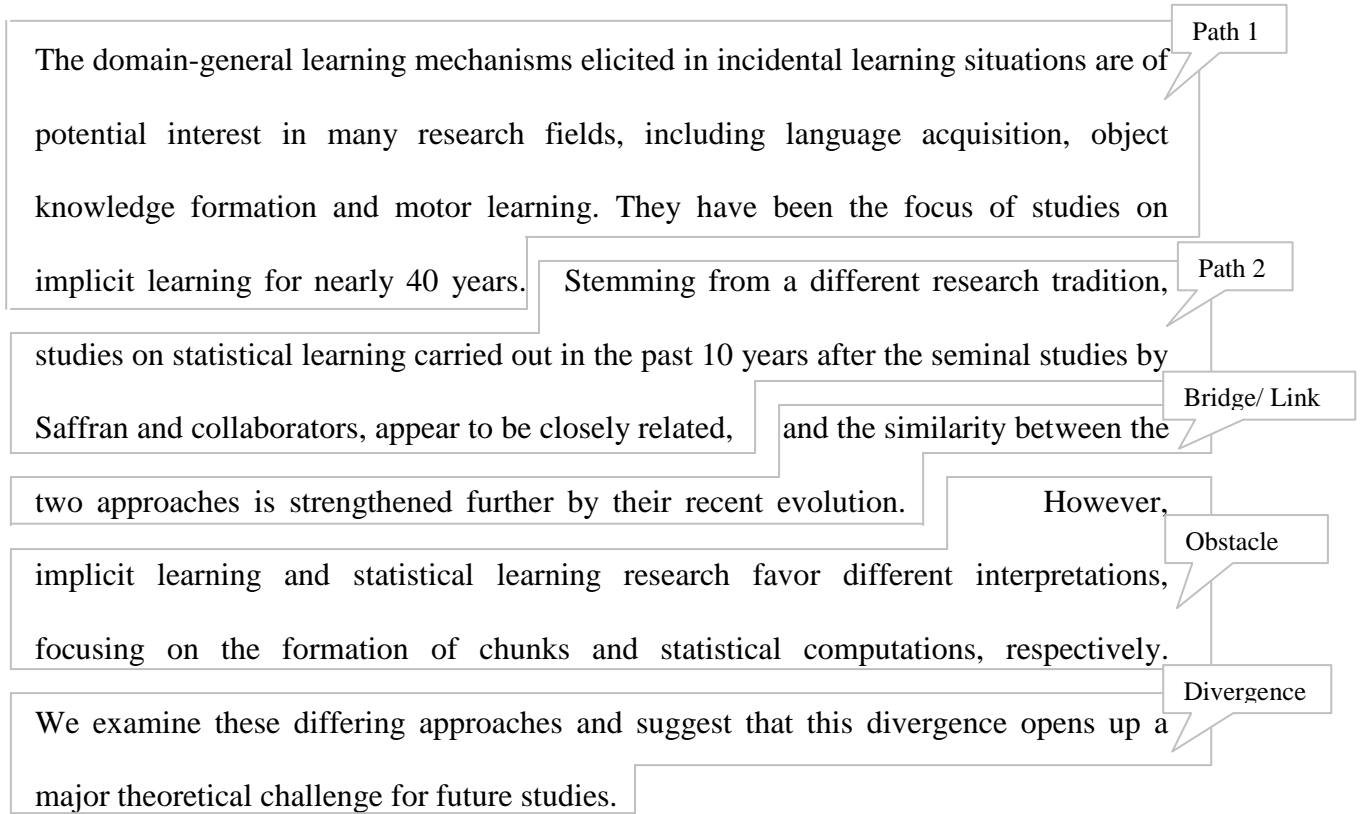 Path 1
The domain-general learning mechanisms elicited in incidental learning situations are of
potential interest in many research fields, including language acquisition, object
knowledge formation and motor learning. They have been the focus of studies on
implicit learning for nearly 40 years. Stemming from a different research tradition,
Path 2
studies on statistical learning carried out in the past 10 years after the seminal studies by
Saffran and collaborators, appear to be closely related, and the similarity between the
Bridge/ Link
two approaches is strengthened further by their recent evolution. However,
Obstacle
implicit learning and statistical learning research favor different interpretations,
focusing on the formation of chunks and statistical computations, respectively.
Divergence
We examine these differing approaches and suggest that this divergence opens up a
major theoretical challenge for future studies.